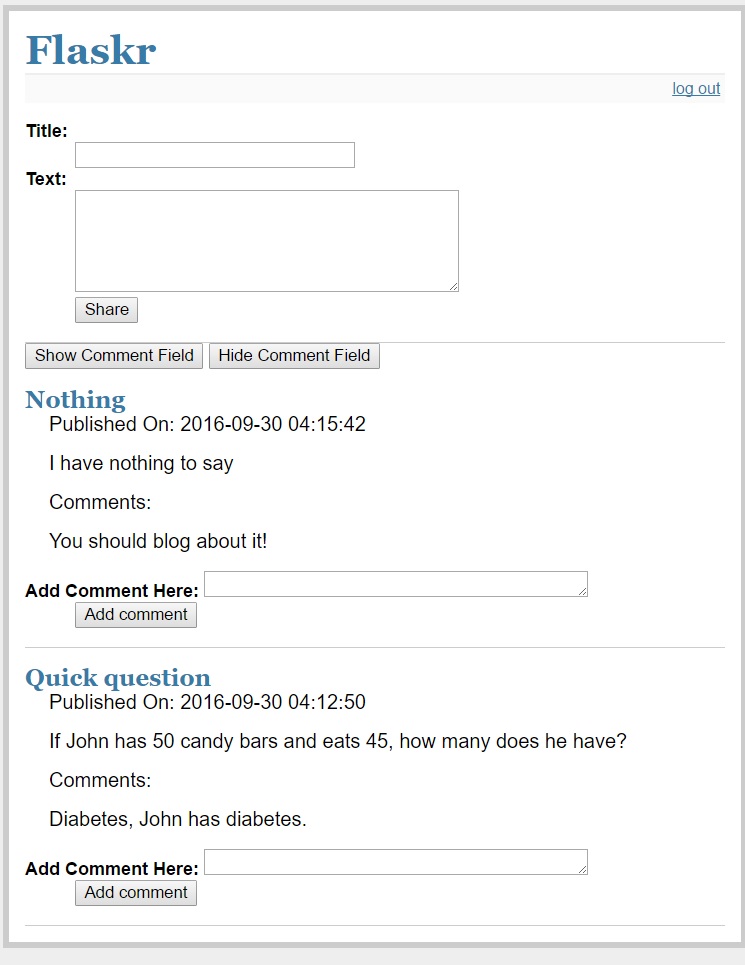 Flaskr
log out
Title:
Text:
Share
Show Comment Field Hide Comment Field
Nothing
Published On: 2016-09-30 04:15:42
I have nothing to say
Comments:
You should blog about it!
Add Comment Here:
Add comment
Quick question
Published On: 2016-09-30 04:12:50
If John has 50 candy bars and eats 45, how many does he have?
Comments:
Diabetes, John has diabetes.
Add Comment Here:
Add comment